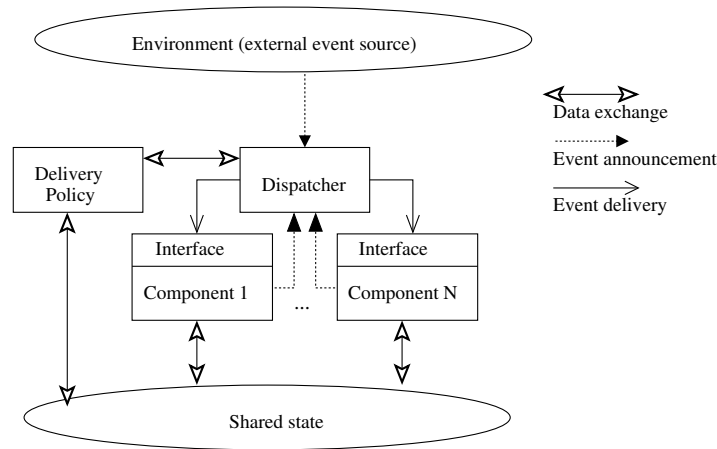 Environment (external event source)
Data exchange
Event announcement
Event delivery
Delivery
Policy
Dispatcher
Interface
Component 1
...
Interface
Component N
Shared state